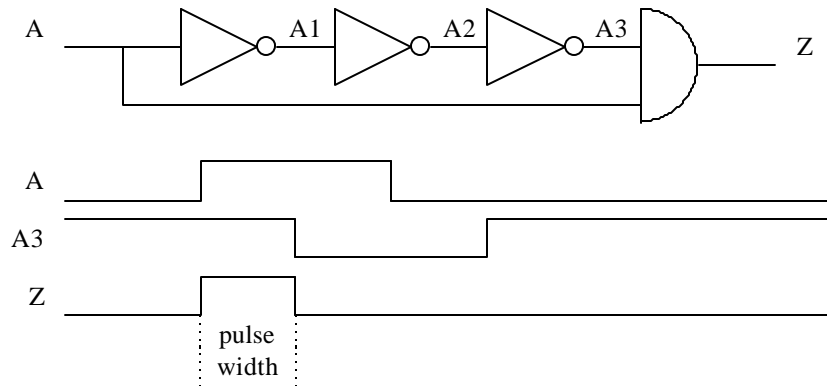 A A1 A2 A3 Z
A
A3
Z
pulse
width